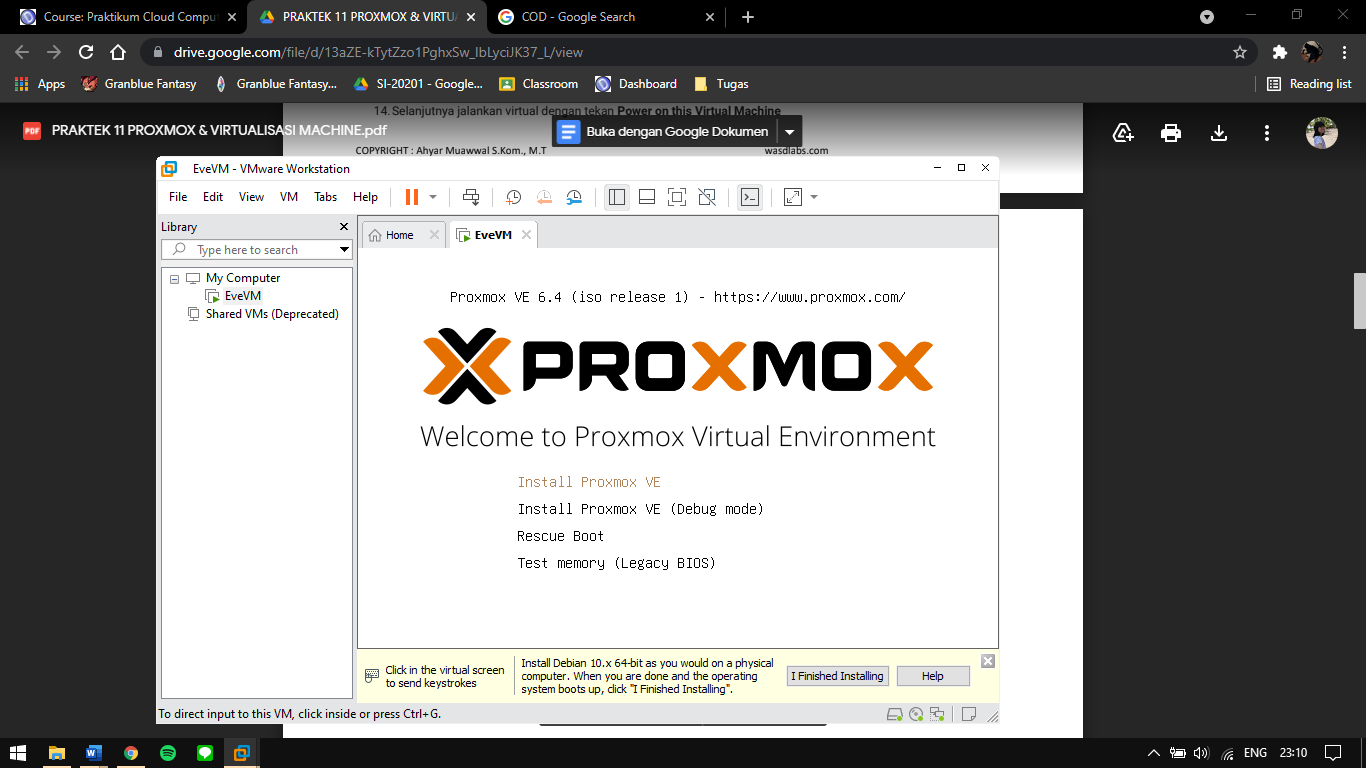 Course: Praktikum Cloud Comput
PRAKTEK 11 PROXMOX & VIRTUA
COD - Google Search
drive.google.com/file/d/13aZE-kTytZzo1PghxSw_IbLyciJK37_L/view
Apps
Granblue Fantasy
Granblue Fantasy...
SI-20201 - Google...
Classroom
Dashboard
Tugas
Reading list
14. Selanjutnya jalankan virtual dengan tekan Power on this Virtual Machine
PDF
PRAKTEK 11 PROXMOX & VIRTUALISASI MACHINE.pdf
Buka dengan Google Dokumen
COPYRIGHT : Ahyar Muawwal S.Kom., M.T
wasdlabs.com
EveVM - VMware Workstation
File Edit View VM Tabs Help
Library
Type here to search
My Computer
EveVM
Shared VMs (Deprecated)
Home
EveVM
Proxmox VE 6.4 (iso release 1) - https://www.proxmox.com/
PROXMOX
Welcome to Proxmox Virtual Environment
Install Proxmox VE
Install Proxmox VE (Debug mode)
Rescue Boot
Test memory (Legacy BIOS)
Click in the virtual screen
to send keystrokes
Install Debian 10.x 64-bit as you would on a physical
computer. When you are done and the operating
system boots up, click "I Finished Installing".
I Finished Installing
Help
To direct input to this VM, click inside or press Ctrl+G.
ENG
23:10